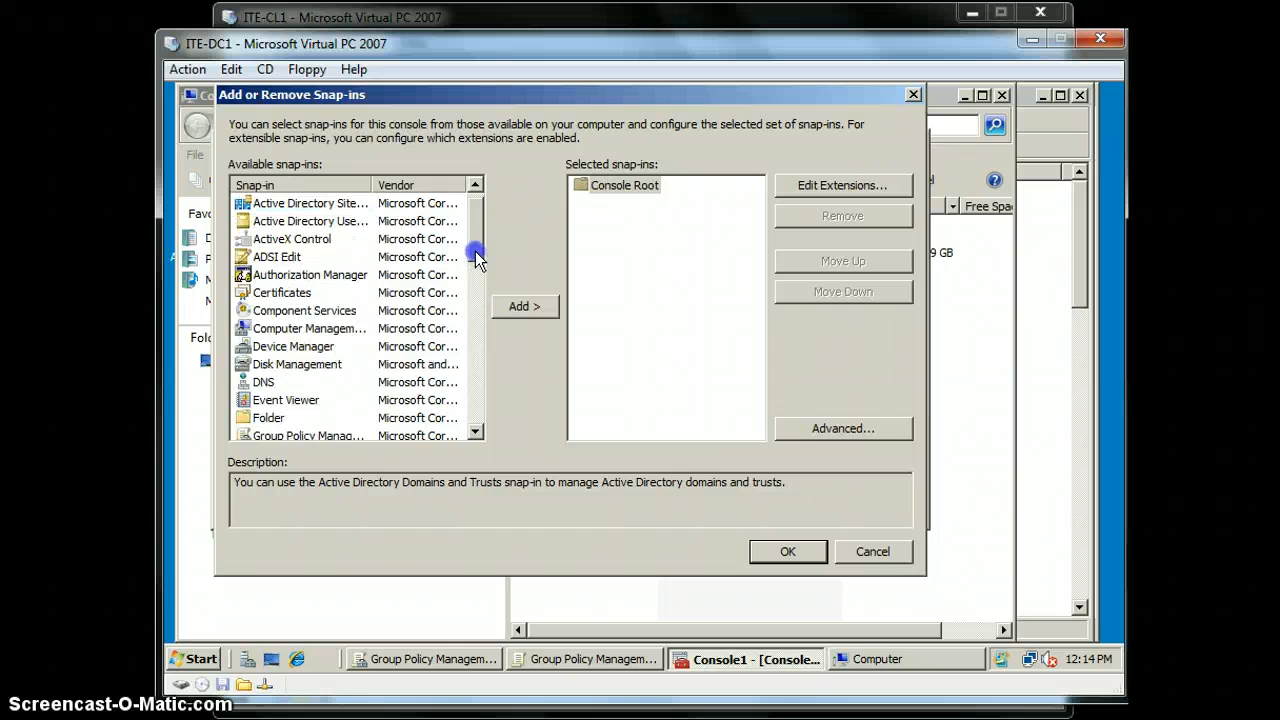 ITE-CL1 - Microsoft Virtual PC 2007
ITE-DC1 - Microsoft Virtual PC 2007
Action Edit CD Floppy Help
Add or Remove Snap-ins
You can select snap-ins for this console from those available on your computer and configure the selected set of snap-ins. For
extensible snap-ins, you can configure which extensions are enabled.
Available snap-ins:
Selected snap-ins:
Snap-in Vendor
Active Directory Site... Microsoft Cor...
Active Directory Use... Microsoft Cor...
ActiveX Control Microsoft Cor...
ADSI Edit Microsoft Cor...
Authorization Manager Microsoft Cor...
Certificates Microsoft Cor...
Component Services Microsoft Cor...
Computer Managem... Microsoft Cor...
Device Manager Microsoft Cor...
Disk Management Microsoft and...
DNS Microsoft Cor...
Event Viewer Microsoft Cor...
Folder Microsoft Cor...
Group Policy Manag... Microsoft Cor...
Add >
Console Root
Edit Extensions...
Remove
Move Up
Move Down
Advanced...
Description:
You can use the Active Directory Domains and Trusts snap-in to manage Active Directory domains and trusts.
OK Cancel
File
Favo
Folc
Free Spac
9 GB
Start
Group Policy Managem...
Group Policy Managem...
Console1 - [Console...
Computer
12:14 PM
Screencast-O-Matic.com